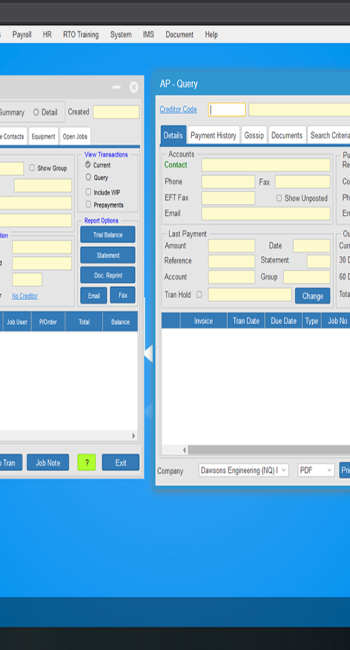 Payroll HR RTO Training System IMS Document Help
Summary Detail Created
Contacts Equipment Open Jobs
Show Group
View Transactions
Current
Query
Include WIP
Prepayments
Report Options
Trial Balance
Statement
Doc. Reprint
Email Fax
No Creditor
Job User P/Order Total Balance
Tran Job Note ? Exit
AP - Query
Creditor Code
Details Payment History Gossip Documents Search Criteria
Accounts
Contact
Phone Fax
EFT Fax Show Unposted
Email
Last Payment
Amount Date
Reference Statement
Account Group
Tran Hold Change
30 D
60 D
Invoice Tran Date Due Date Type Job No
Company Dawsons Engineering (NQ) PDF